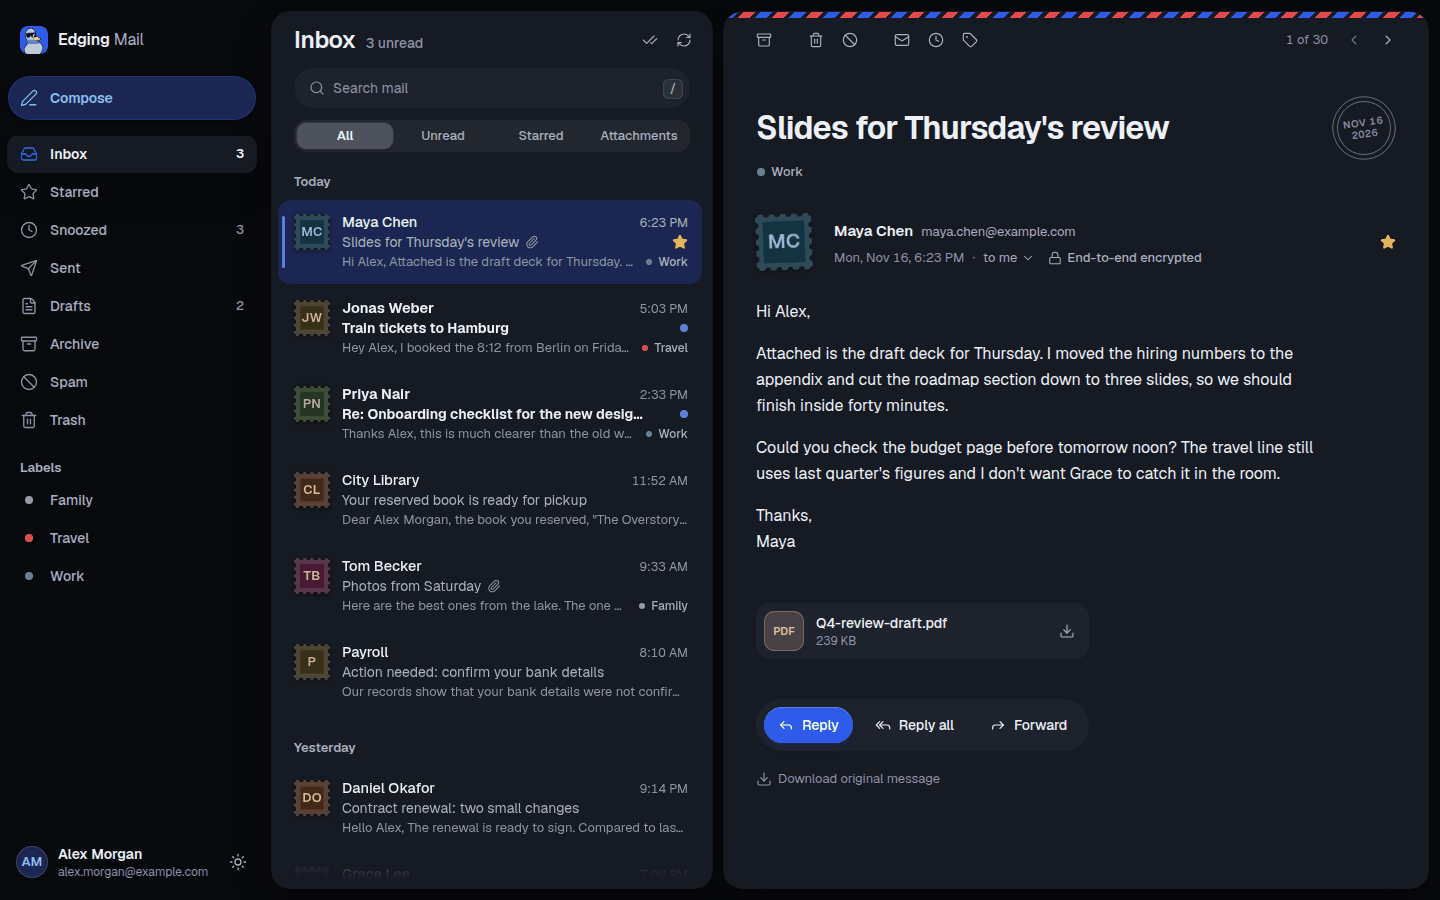 Edging Mail
Compose
Inbox 3
Starred
Snoozed 3
Sent
Drafts 2
Archive
Spam
Trash
Labels
Family
Travel
Work
AM
Alex Morgan
alex.morgan@example.com
Inbox 3 unread
Search mail /
All Unread Starred Attachments
Today
MC
Maya Chen 6:23 PM
Slides for Thursday's review
Hi Alex, Attached is the draft deck for Thursday. ... Work
JW
Jonas Weber 5:03 PM
Train tickets to Hamburg
Hey Alex, I booked the 8:12 from Berlin on Frida... Travel
PN
Priya Nair 2:33 PM
Re: Onboarding checklist for the new desig...
Thanks Alex, this is much clearer than the old w... Work
CL
City Library 11:52 AM
Your reserved book is ready for pickup
Dear Alex Morgan, the book you reserved, "The Overstory...
TB
Tom Becker 9:33 AM
Photos from Saturday
Here are the best ones from the lake. The one ... Family
P
Payroll 8:10 AM
Action needed: confirm your bank details
Our records show that your bank details were not confir...
Yesterday
DO
Daniel Okafor 9:14 PM
Contract renewal: two small changes
Hello Alex, The renewal is ready to sign. Compared to las...
Grace Lee 7:02 PM
1 of 30
Slides for Thursday's review
NOV 16
2026
Work
MC
Maya Chen maya.chen@example.com
Mon, Nov 16, 6:23 PM · to me End-to-end encrypted
Hi Alex,
Attached is the draft deck for Thursday. I moved the hiring numbers to the
appendix and cut the roadmap section down to three slides, so we should
finish inside forty minutes.
Could you check the budget page before tomorrow noon? The travel line still
uses last quarter's figures and I don't want Grace to catch it in the room.
Thanks,
Maya
PDF
Q4-review-draft.pdf
239 KB
Reply Reply all Forward
Download original message